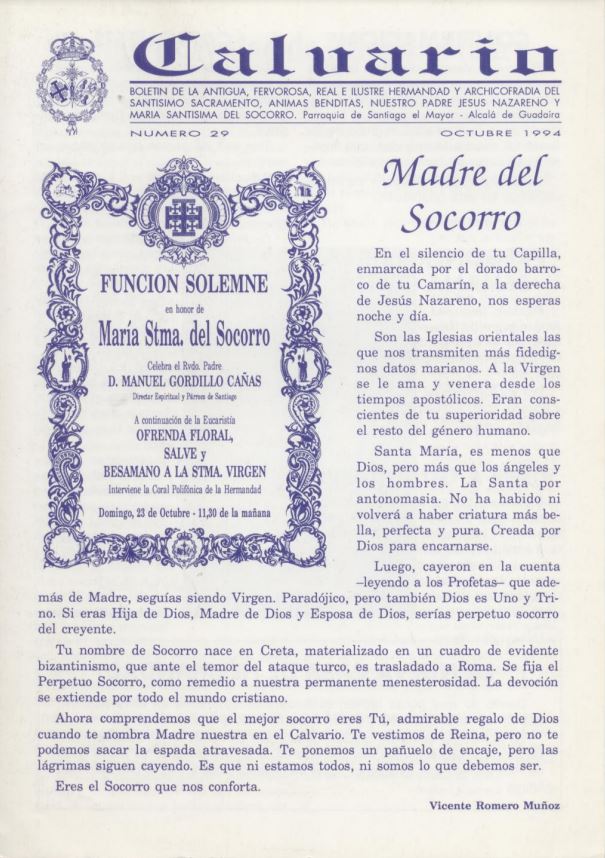 Calvario
BOLETIN DE LA ANTIGUA, FERVOROSA, REAL E ILUSTRE HERMANDAD Y ARCHICOFRADIA DEL
SANTISIMO SACRAMENTO, ANIMAS BENDITAS, NUESTRO PADRE JESUS NAZARENO Y
MARIA SANTISIMA DEL SOCORRO. Parroquia de Santiago el Mayor - Alcalá de Guadaira
NUMERO 29 OCTUBRE 1994
FUNCION SOLEMNE
en honor de
María Stma. del Socorro
Celebra el Rvdo. Padre
D. MANUEL GORDILLO CAÑAS
Director Espiritual y Párroco de Santiago
A continuación de la Eucaristía
OFRENDA FLORAL,
SALVE y
BESAMANO A LA STMA. VIRGEN
Interviene la Coral Polifónica de la Hermandad
Domingo, 23 de Octubre - 11,30 de la mañana
Madre del
Socorro
En el silencio de tu Capilla,
enmarcada por el dorado barro-
co de tu Camarín, a la derecha
de Jesús Nazareno, nos esperas
noche y día.
Son las Iglesias orientales las
que nos transmiten más fidedig-
nos datos marianos. A la Virgen
se le ama y venera desde los
tiempos apostólicos. Eran cons-
cientes de tu superioridad sobre
el resto del género humano.
Santa María, es menos que
Dios, pero más que los ángeles y
los hombres. La Santa por
antonomasia. No ha habido ni
volverá a haber criatura más be-
lla, perfecta y pura. Creada por
Dios para encarnarse.
Luego, cayeron en la cuenta
–leyendo a los Profetas– que ade-
más de Madre, seguías siendo Virgen. Paradójico, pero también Dios es Uno y Tri-
no. Si eras Hija de Dios, Madre de Dios y Esposa de Dios, serías perpetuo socorro
del creyente.
Tu nombre de Socorro nace en Creta, materializado en un cuadro de evidente
bizantinismo, que ante el temor del ataque turco, es trasladado a Roma. Se fija el
Perpetuo Socorro, como remedio a nuestra permanente menesterosidad. La devoción
se extiende por todo el mundo cristiano.
Ahora comprendemos que el mejor socorro eres Tú, admirable regalo de Dios
cuando te nombra Madre nuestra en el Calvario. Te vestimos de Reina, pero no te
podemos sacar la espada atravesada. Te ponemos un pañuelo de encaje, pero las
lágrimas siguen cayendo. Es que ni estamos todos, ni somos lo que debemos ser.
Eres el Socorro que nos conforta.
Vicente Romero Muñoz